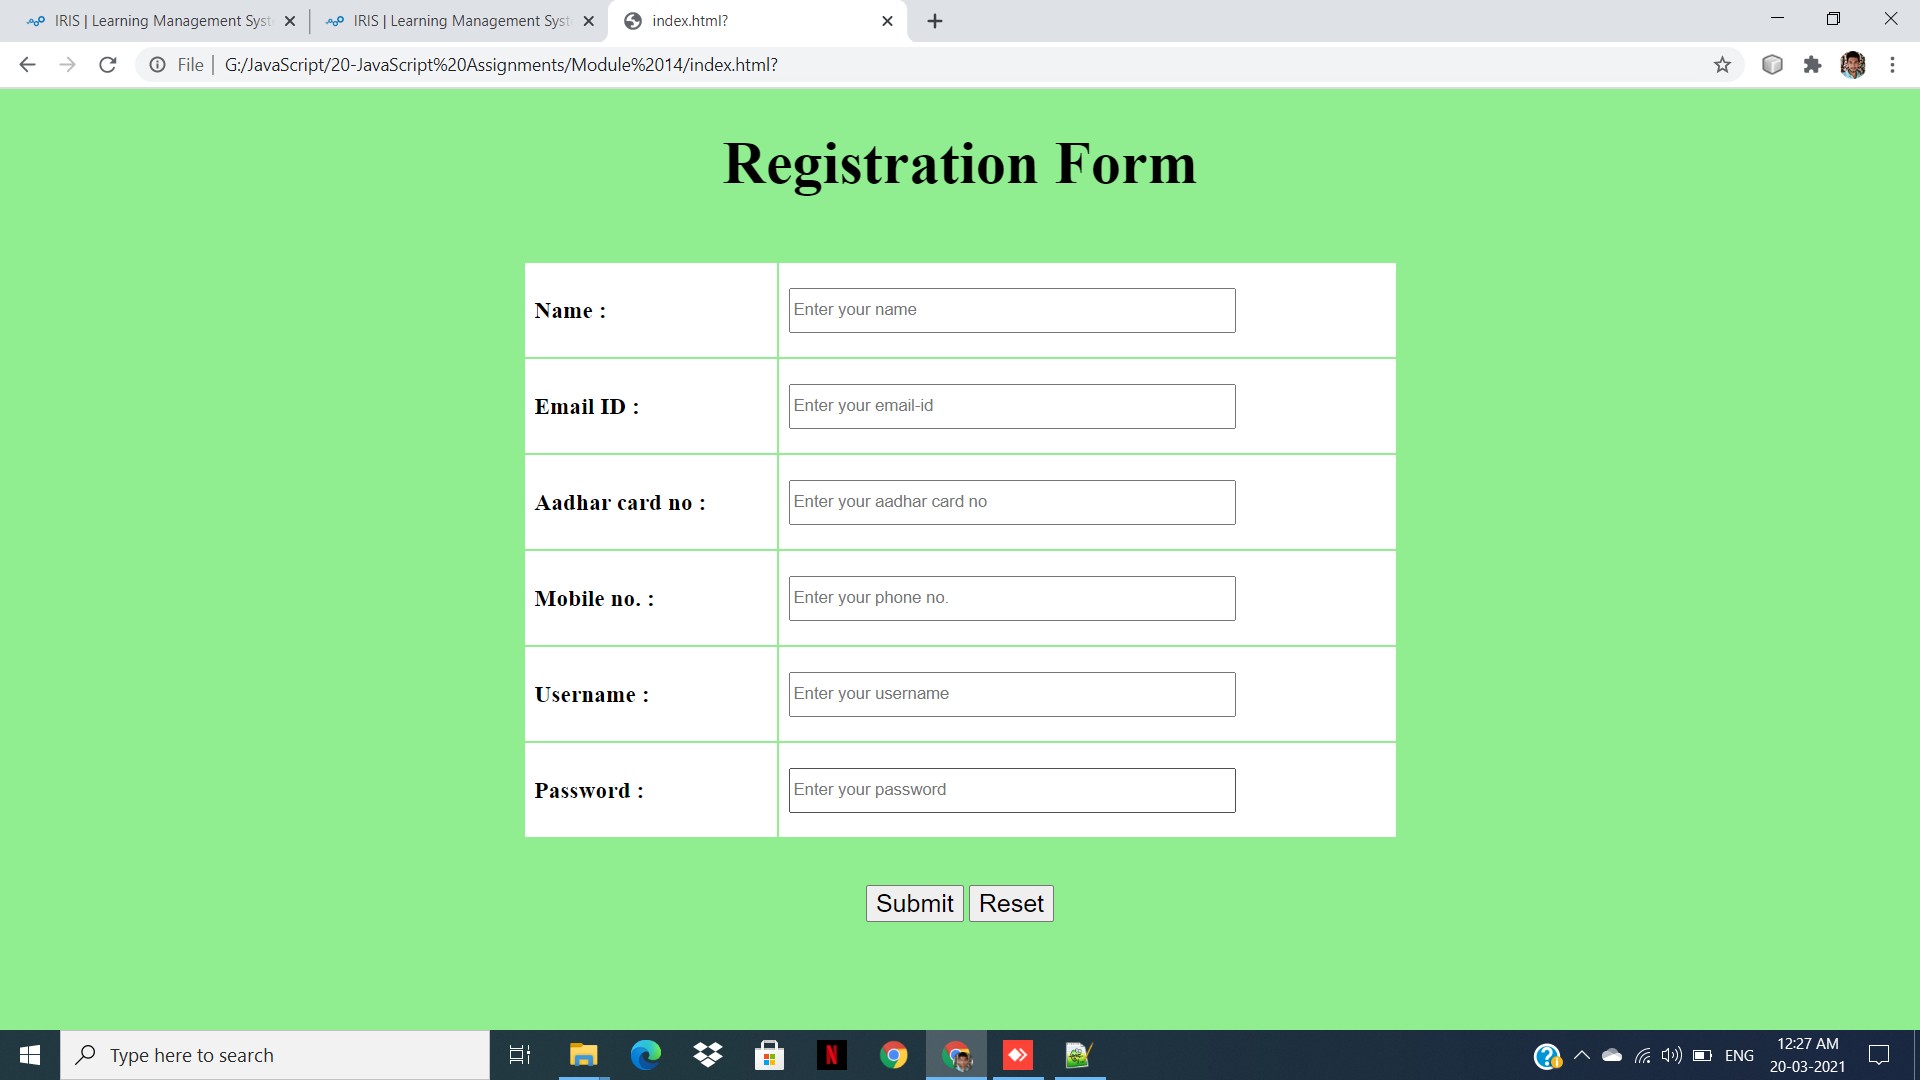 IRIS | Learning Management Syst
IRIS | Learning Management Syst
index.html?
File | G:/JavaScript/20-JavaScript%20Assignments/Module%2014/index.html?
Registration Form
Name :
Enter your name
Email ID :
Enter your email-id
Aadhar card no :
Enter your aadhar card no
Mobile no. :
Enter your phone no.
Username :
Enter your username
Password :
Enter your password
Submit Reset
Type here to search
N
ENG
12:27 AM
20-03-2021